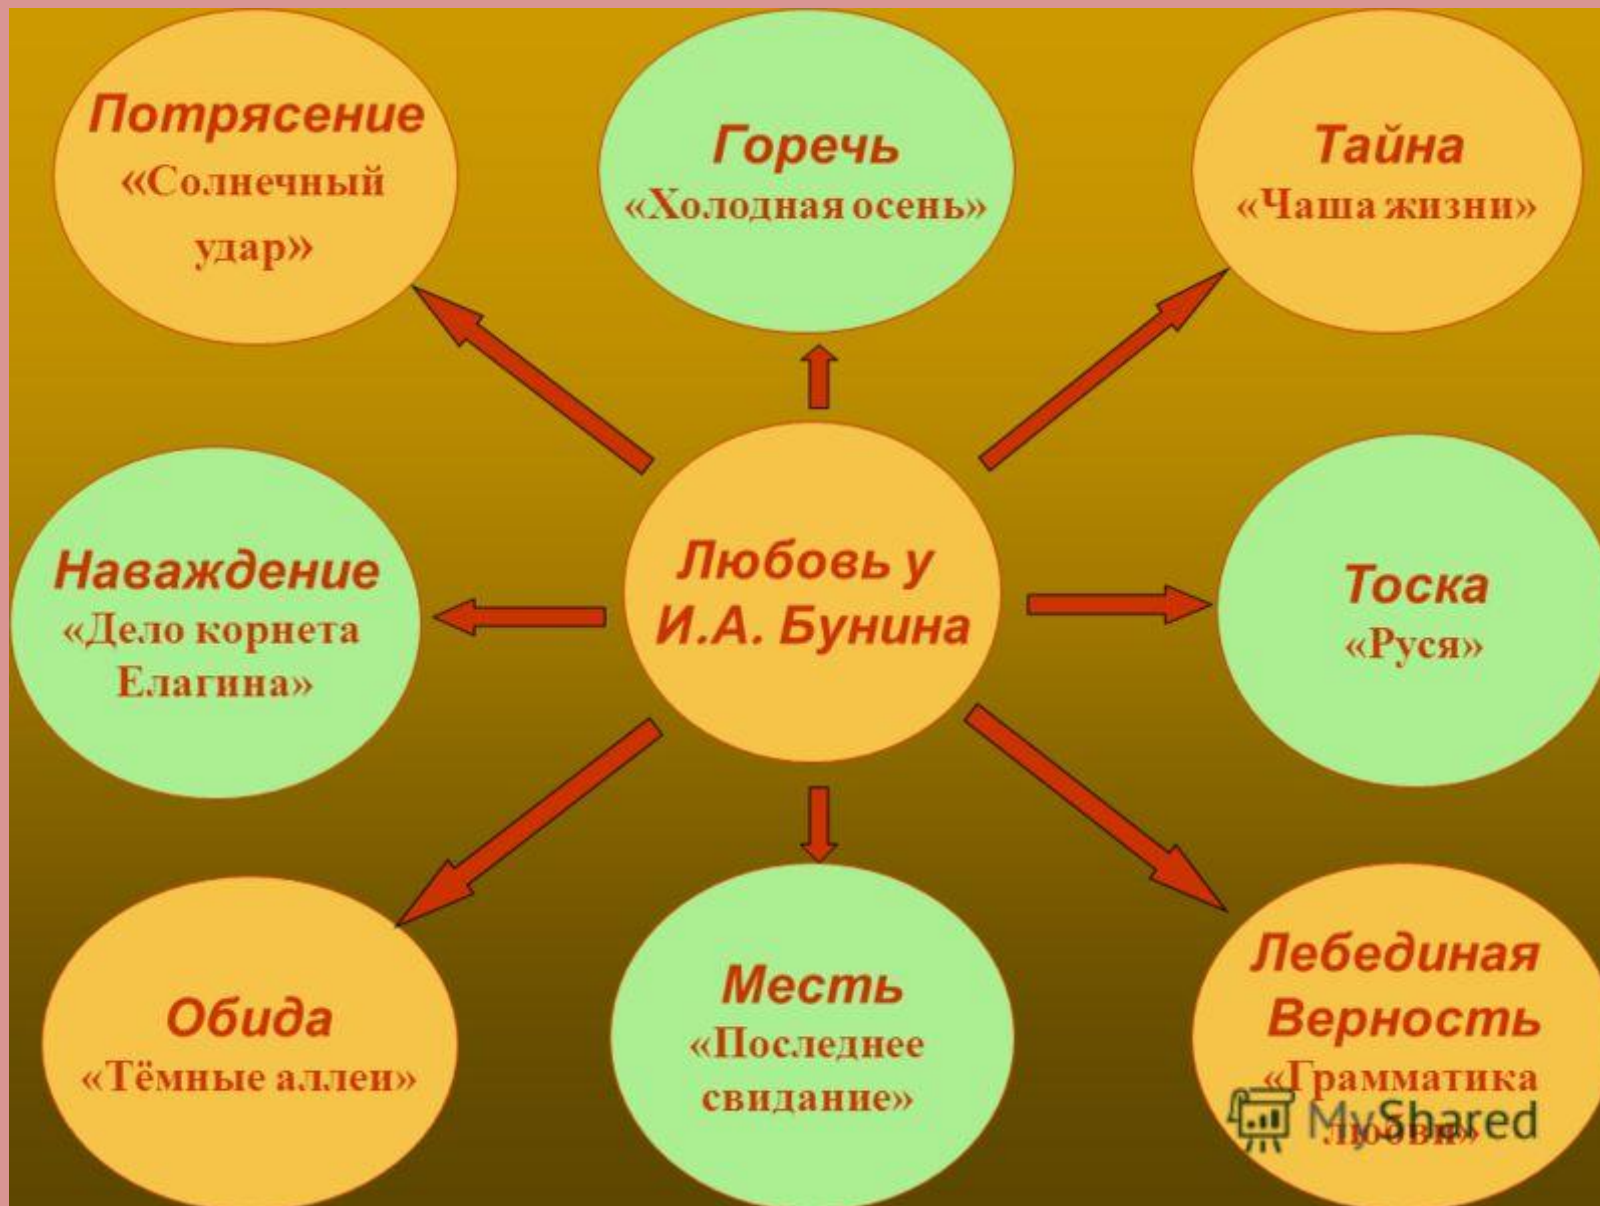 Потрясение
«Солнечный
удар»
Горечь
«Холодная осень»
Тайна
«Чаша жизни»
Наваждение
«Дело корнета
Елагина»
Любовь у
И.А. Бунина
Тоска
«Руся»
Обида
«Тёмные аллеи»
Месть
«Последнее
свидание»
Лебединая
Верность
«Грамматика
любви»
MyShared